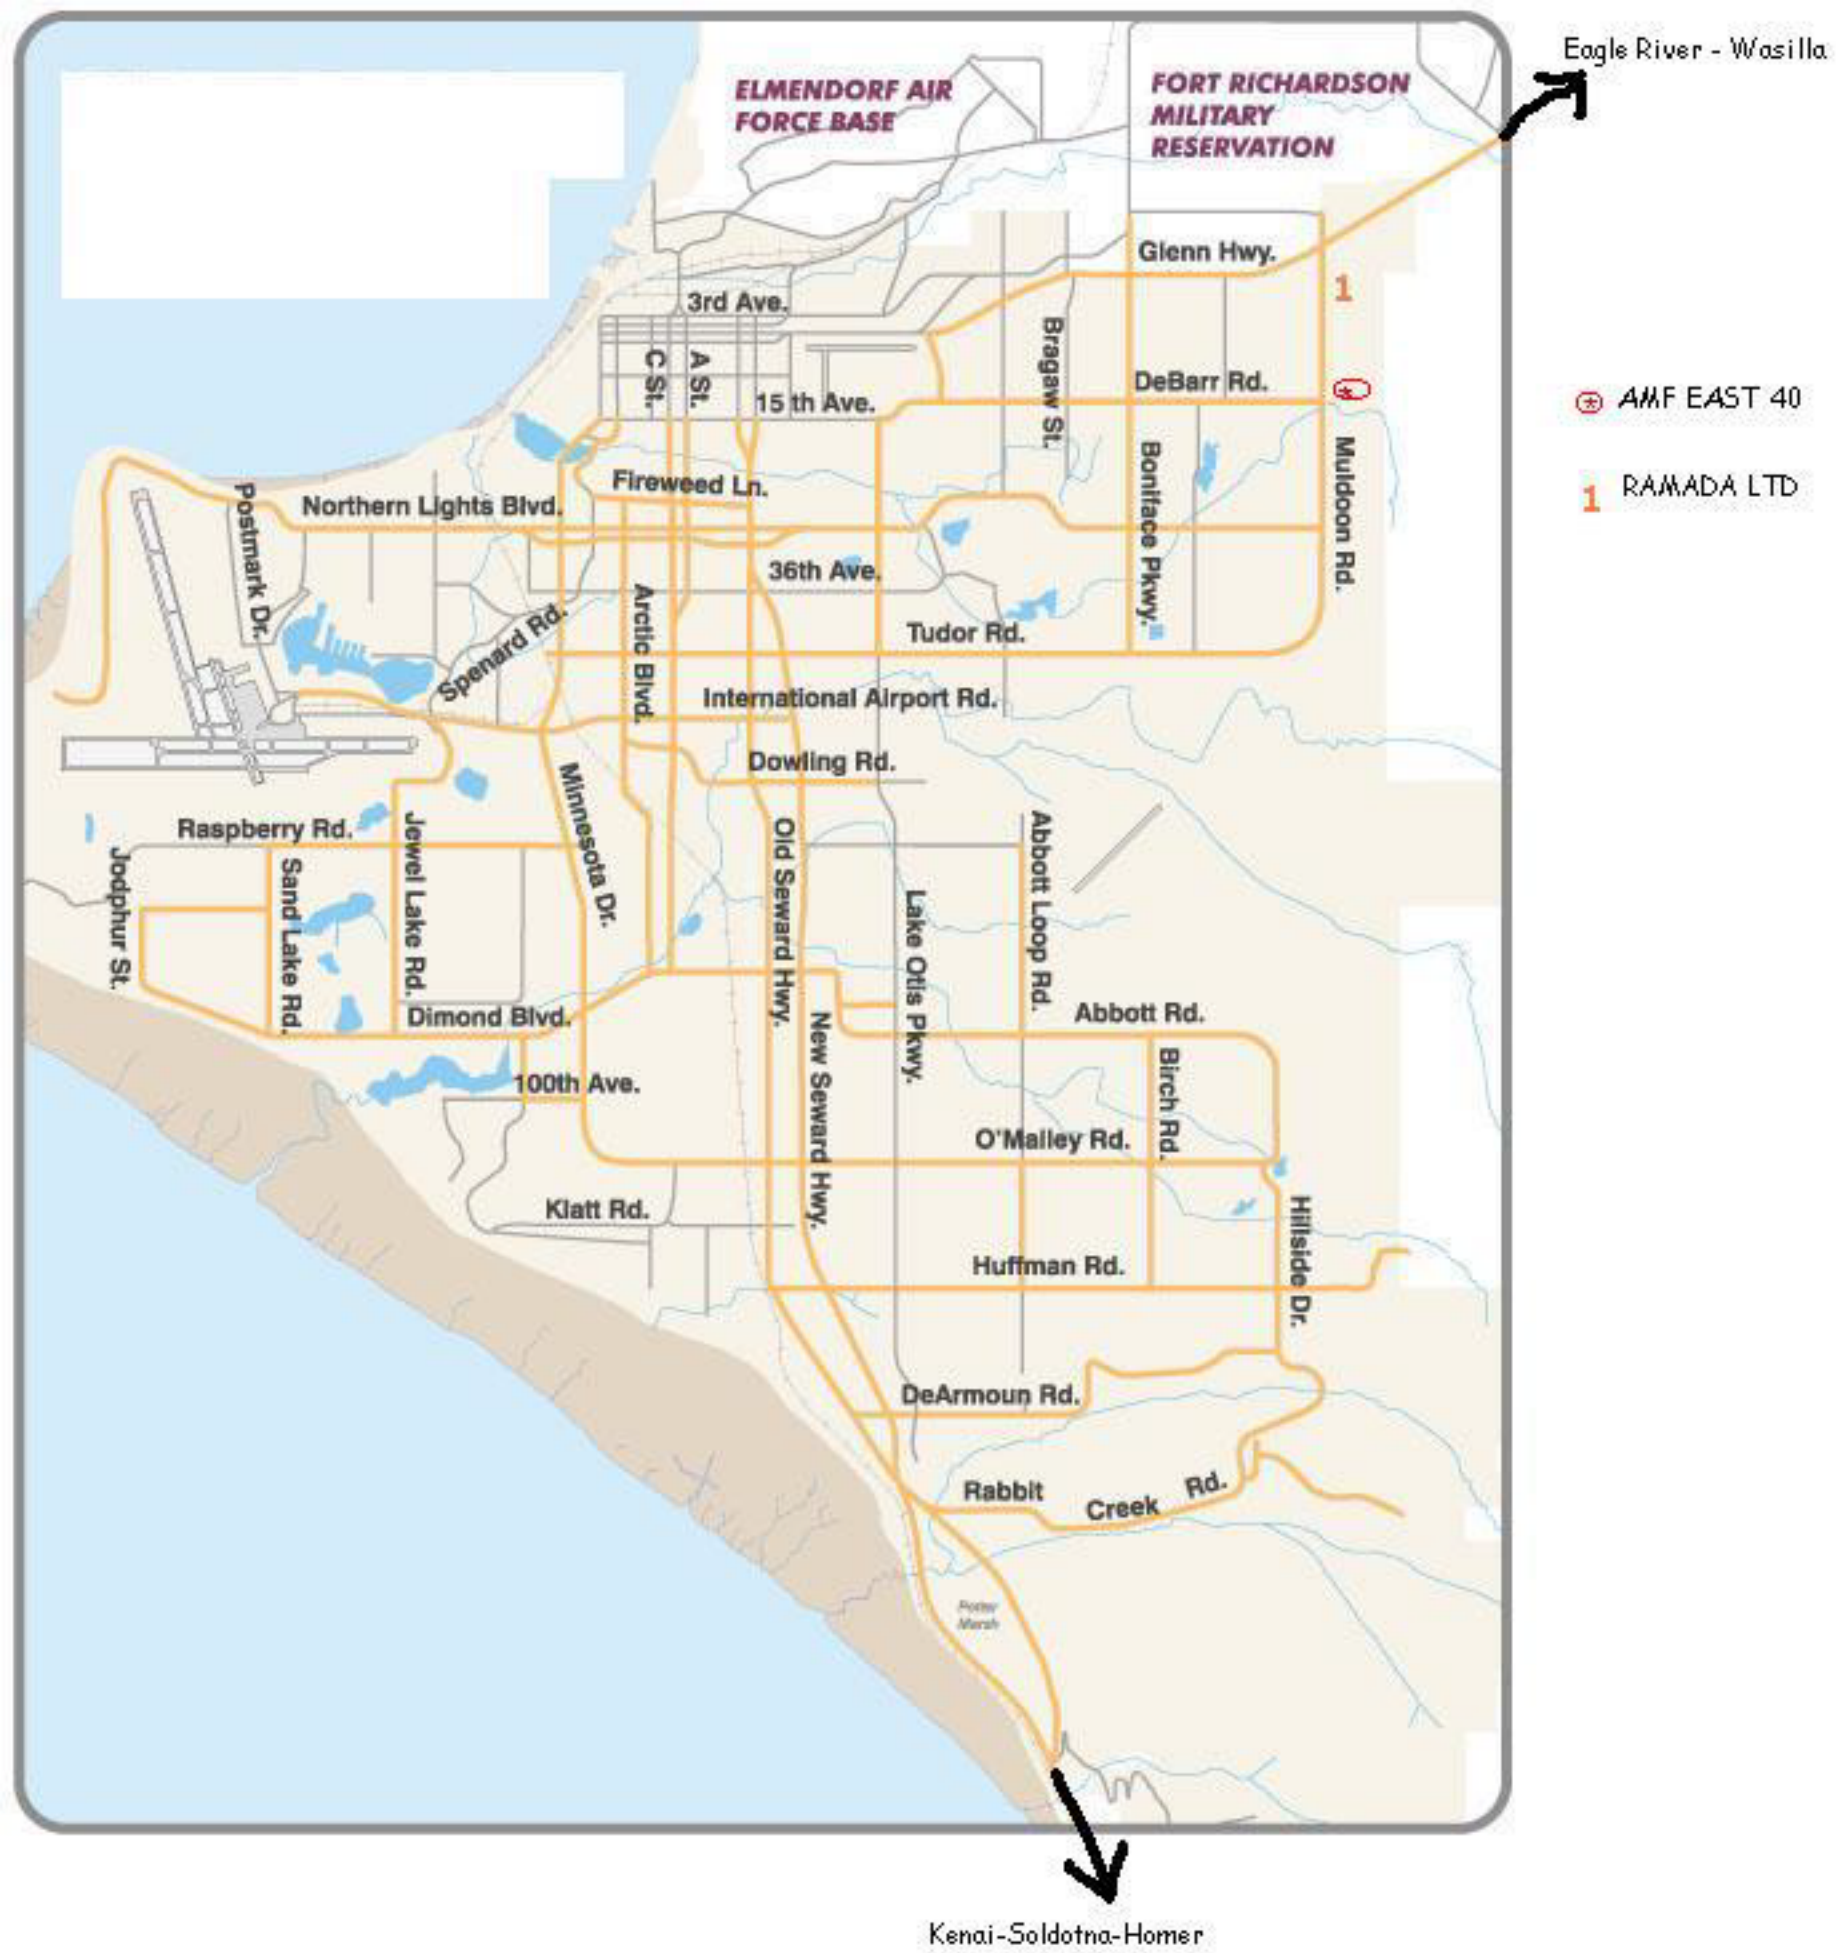 Eagle River - Wasilla
ELMENDORF AIR
FORCE BASE
FORT RICHARDSON
MILITARY
RESERVATION
Glenn Hwy.
1
3rd Ave.
C St.
A St.
Bragaw St.
DeBarr Rd.
15 th Ave.
AMF EAST 40
1 RAMADA LTD
Fireweed Ln.
Northern Lights Blvd.
Postmark Dr.
Boniface Pkwy.
Muldoon Rd.
36th Ave.
Arctic Blvd.
Spenard Rd.
Tudor Rd.
International Airport Rd.
Dowling Rd.
Minnesota Dr.
Raspberry Rd.
Jodphur St.
Sand Lake Rd.
Jewel Lake Rd.
Old Seward Hwy.
Lake Otis Pkwy.
Abbott Loop Rd.
Dimond Blvd.
New Seward Hwy.
Abbott Rd.
Birch Rd.
100th Ave.
O'Malley Rd.
Klatt Rd.
Hillside Dr.
Huffman Rd.
DeArmoun Rd.
Rabbit Creek Rd.
Potter
Marsh
Kenai-Soldotna-Homer